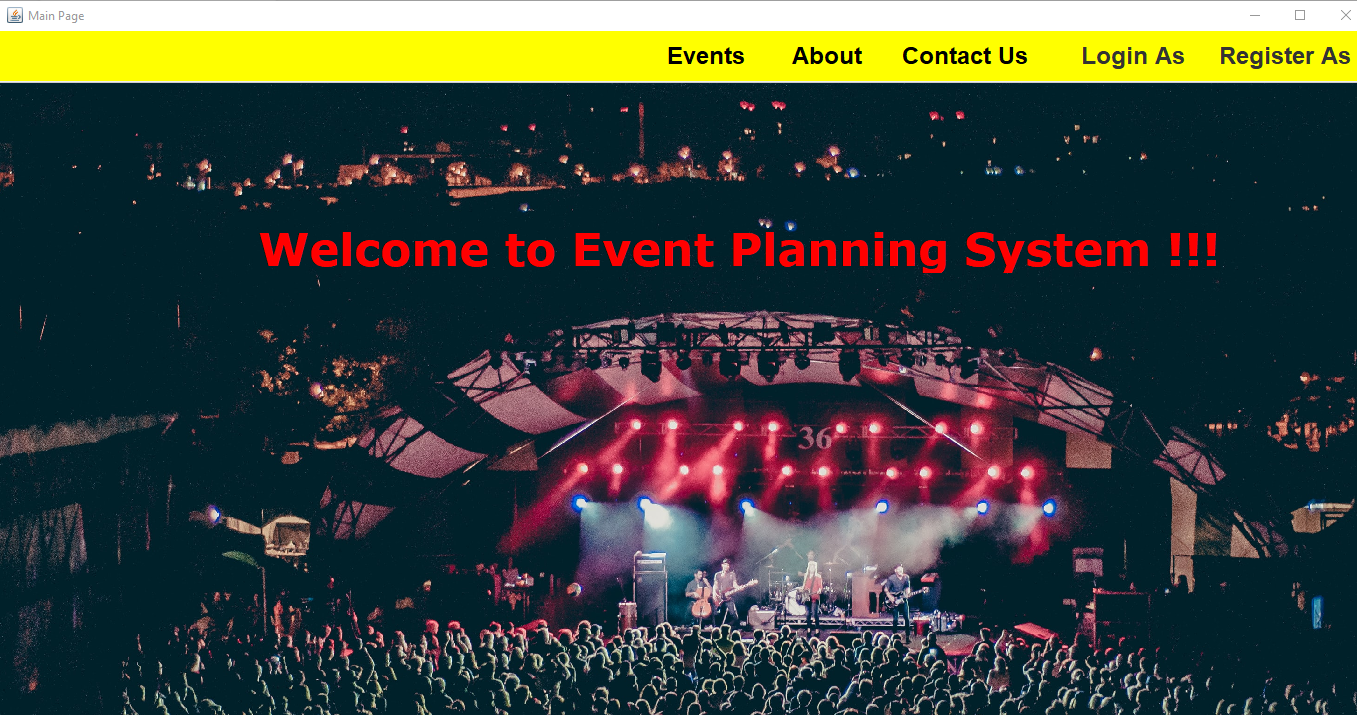 Main Page
Events About Contact Us Login As Register As
Welcome to Event Planning System !!!
36